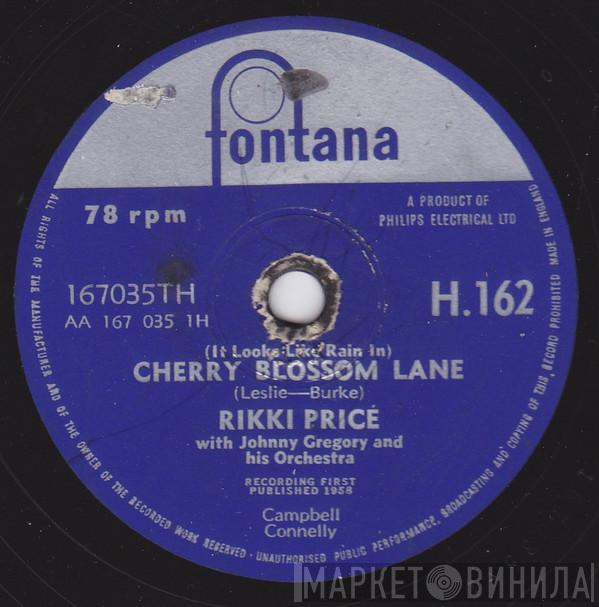 fontana
78 rpm
A PRODUCT OF
PHILIPS ELECTRICAL LTD
167035TH
AA 167 035 1H
H.162
(It Looks Like Rain In)
CHERRY BLOSSOM LANE
(Leslie—Burke)
RIKKI PRICE
with Johnny Gregory and
his Orchestra
RECORDING FIRST
PUBLISHED 1958
Campbell
Connelly
ALL RIGHTS OF THE MANUFACTURER AND OF THE OWNER OF THE RECORDED WORK RESERVED · UNAUTHORISED PUBLIC PERFORMANCE, BROADCASTING AND COPYING OF THIS RECORD PROHIBITED MADE IN ENGLAND
МАРКЕТ ВИНИЛА